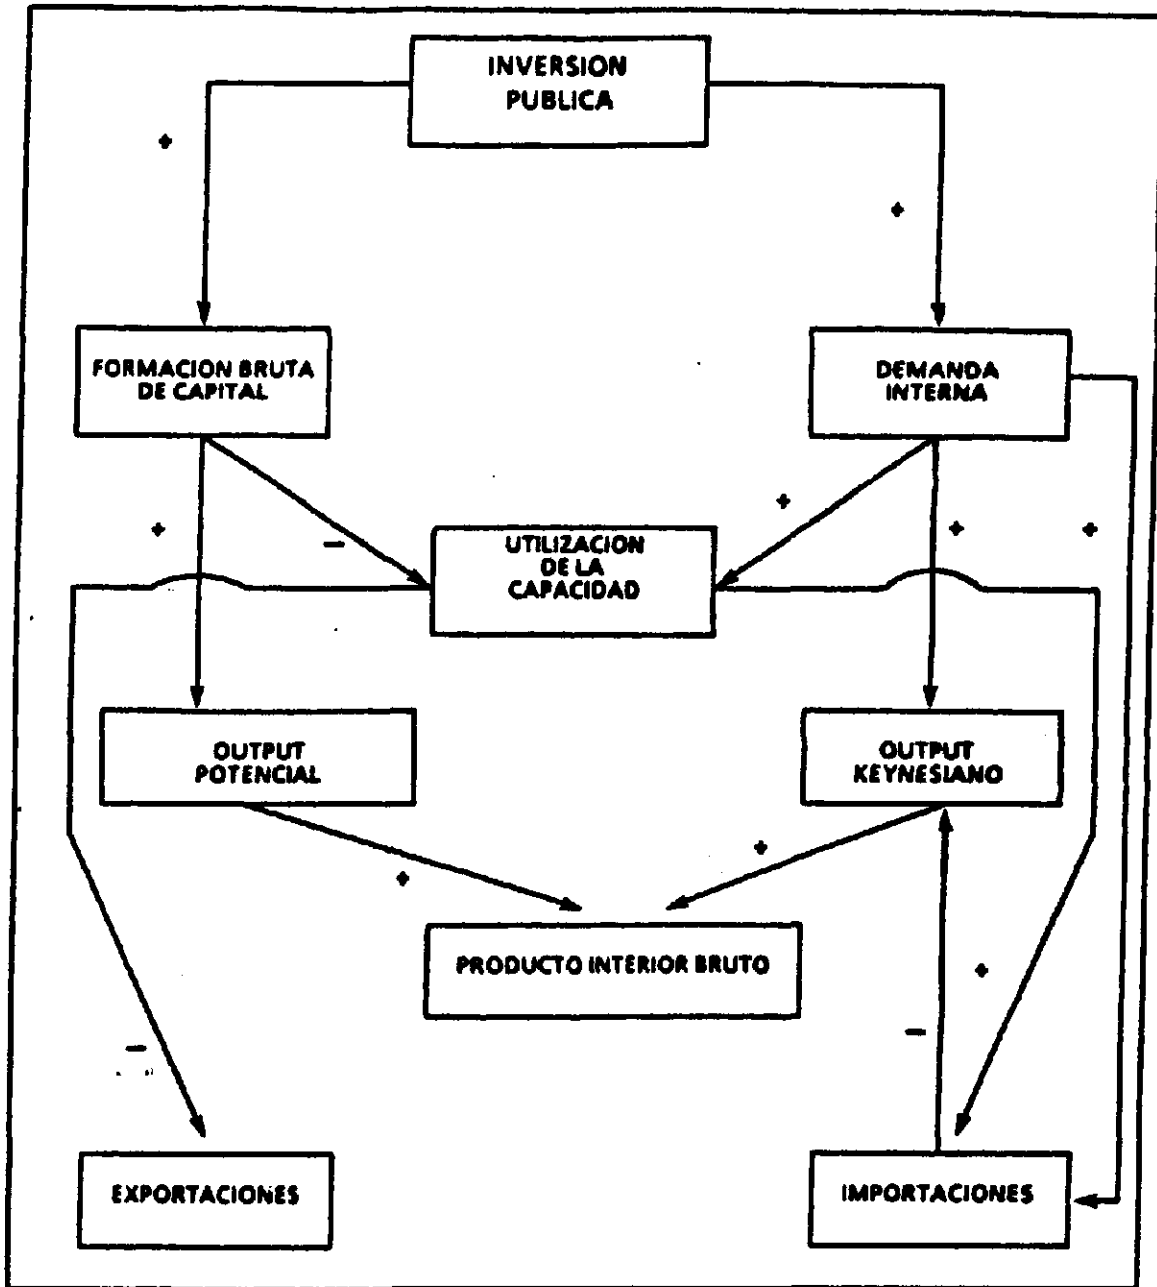 INVERSION
PUBLICA
+
+
FORMACION BRUTA
DE CAPITAL
DEMANDA
INTERNA
+
-
+
+
+
UTILIZACION
DE LA
CAPACIDAD
OUTPUT
POTENCIAL
OUTPUT
KEYNESIANO
+
+
PRODUCTO INTERIOR BRUTO
+
-
-
EXPORTACIONES
IMPORTACIONES